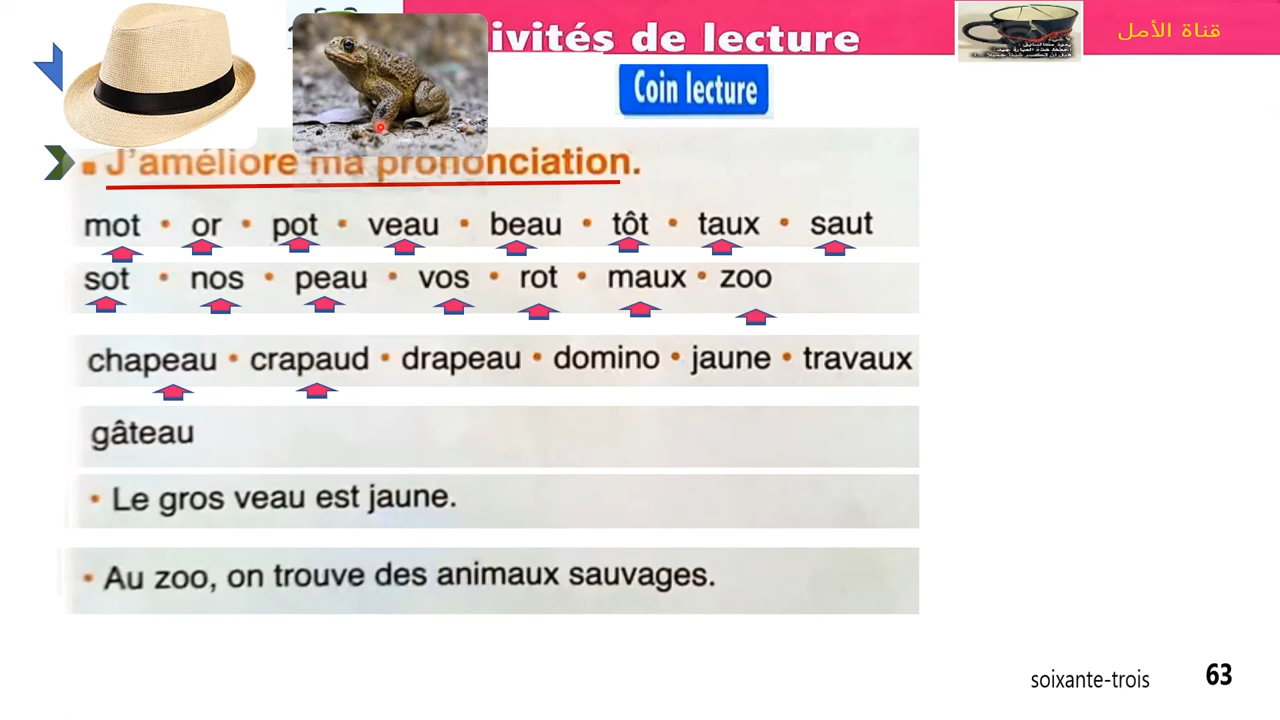 ivités de lecture
قناة الأمل
Coin lecture
J'améliore ma prononciation.
mot • or • pot • veau • beau • tôt • taux • saut
sot • nos • peau • vos • rot • maux • zoo
chapeau • crapaud • drapeau • domino • jaune • travaux
gâteau
• Le gros veau est jaune.
• Au zoo, on trouve des animaux sauvages.
soixante-trois 63